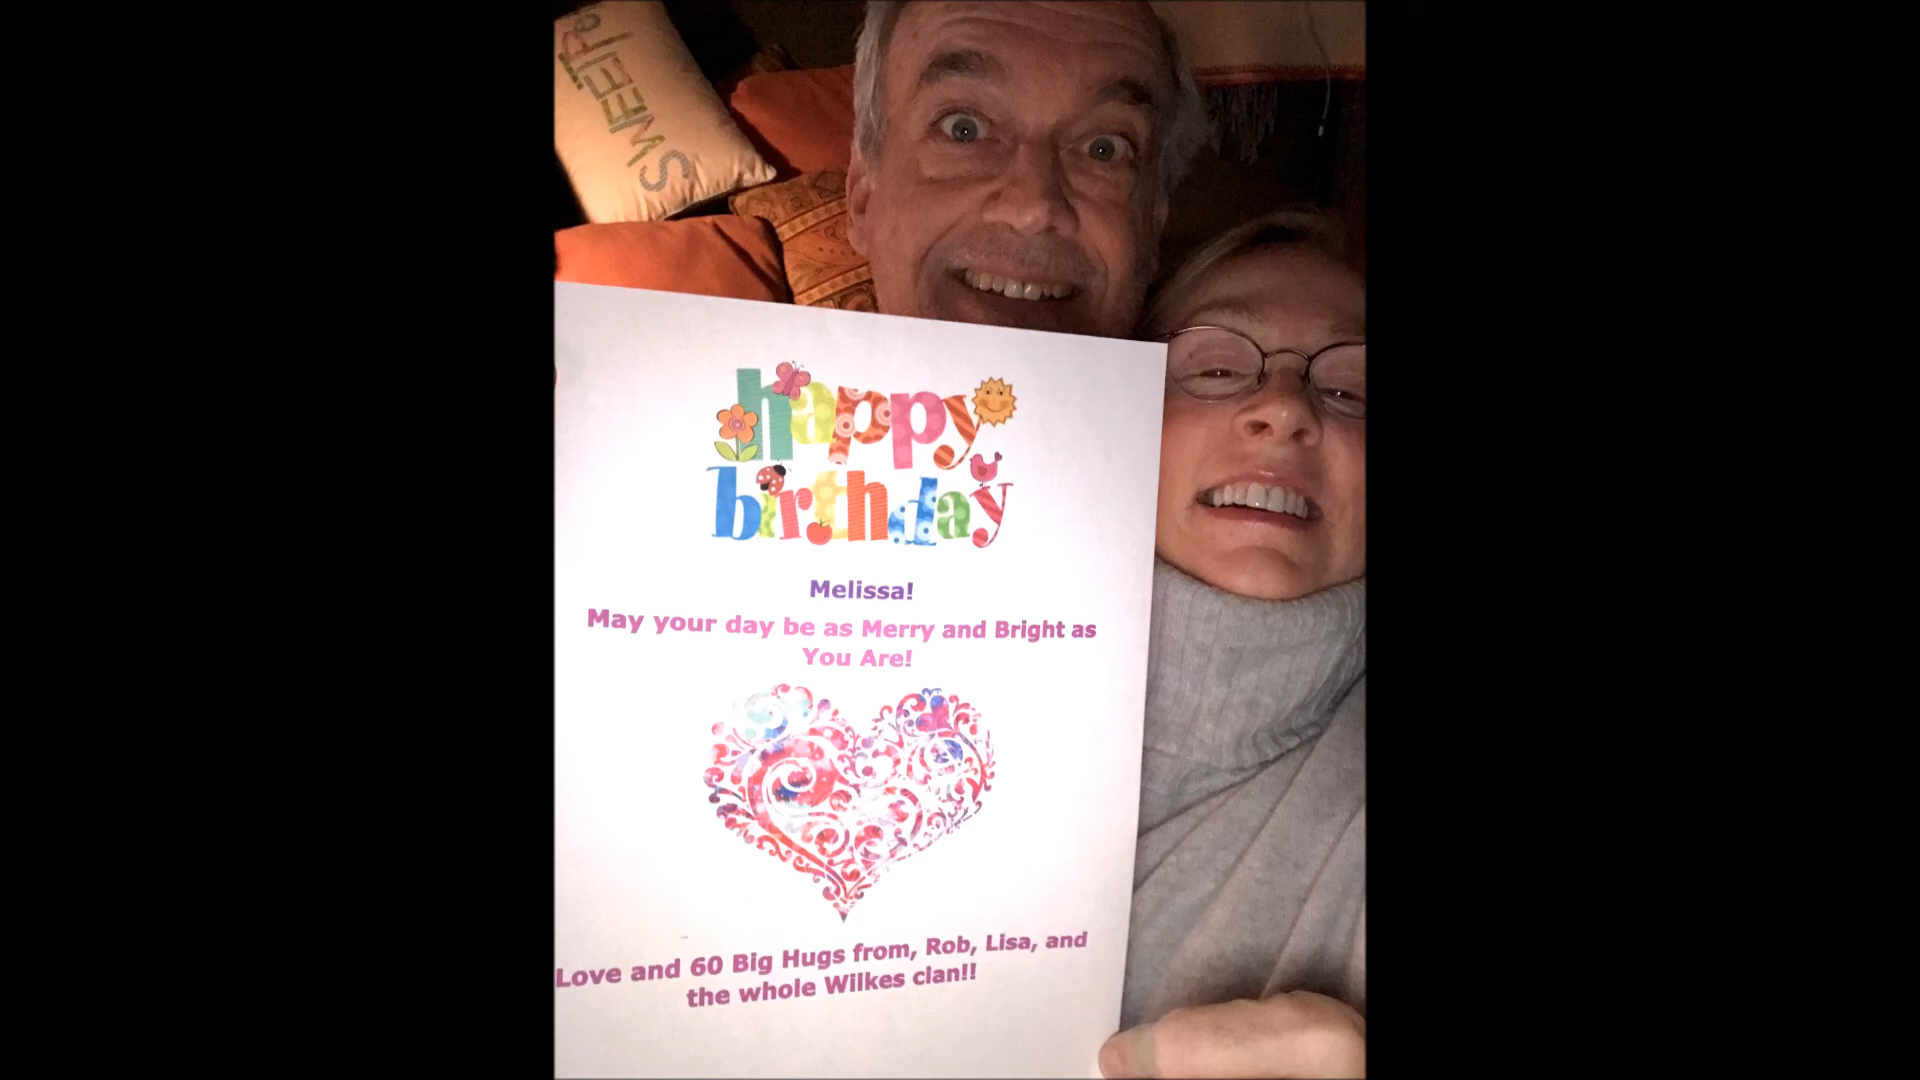 SWEET
happy
birthday
Melissa!
May your day be as Merry and Bright as
You Are!
Love and 60 Big Hugs from, Rob, Lisa, and
the whole Wilkes clan!!